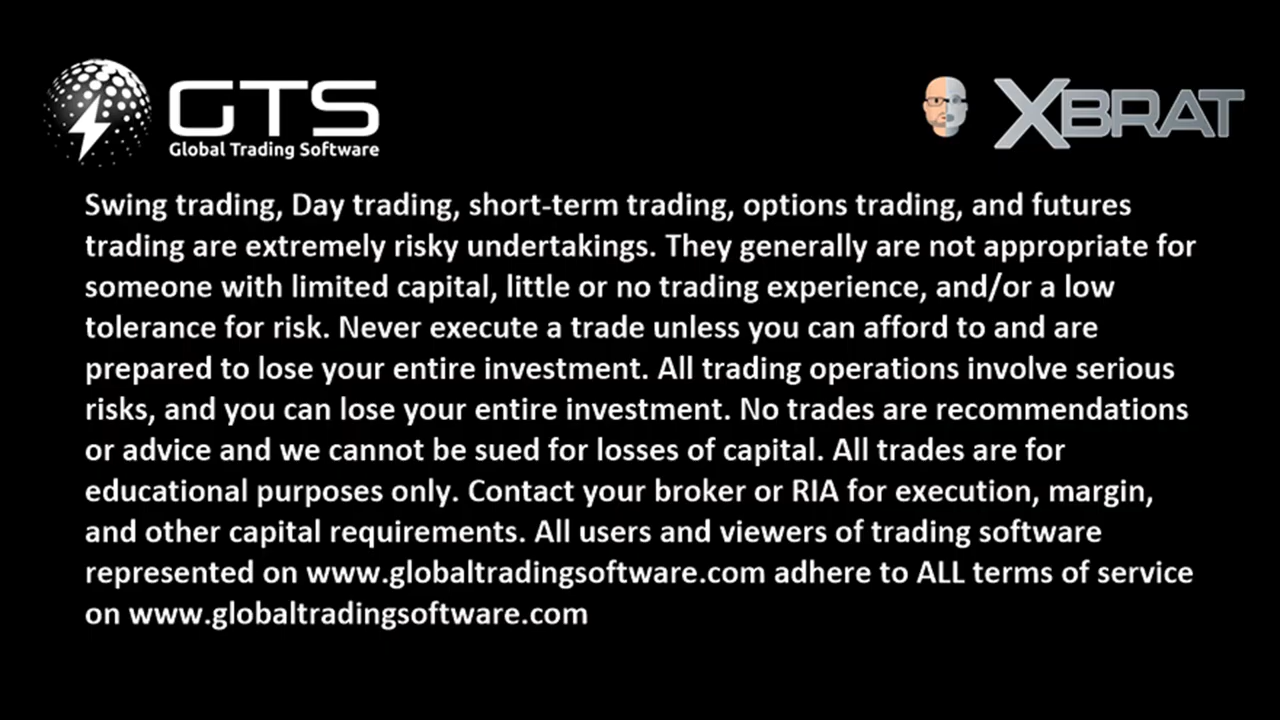 GTS
Global Trading Software
XBRAT
Swing trading, Day trading, short-term trading, options trading, and futures
trading are extremely risky undertakings. They generally are not appropriate for
someone with limited capital, little or no trading experience, and/or a low
tolerance for risk. Never execute a trade unless you can afford to and are
prepared to lose your entire investment. All trading operations involve serious
risks, and you can lose your entire investment. No trades are recommendations
or advice and we cannot be sued for losses of capital. All trades are for
educational purposes only. Contact your broker or RIA for execution, margin,
and other capital requirements. All users and viewers of trading software
represented on www.globaltradingsoftware.com adhere to ALL terms of service
on www.globaltradingsoftware.com